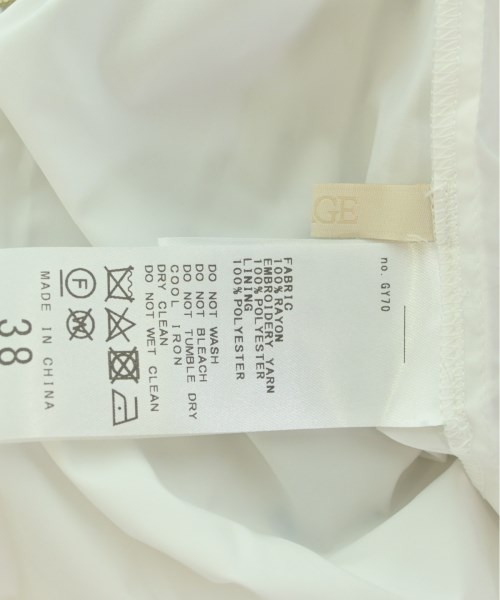 GE
no. GY70
FABRIC
100%RAYON
EMBROIDERY YARN
100%POLYESTER
LINING
100%POLYESTER
DO NOT WASH
DO NOT BLEACH
DO NOT TUMBLE DRY
COOL IRON
DRY CLEAN
DO NOT WET CLEAN
F W
MADE IN CHINA
38